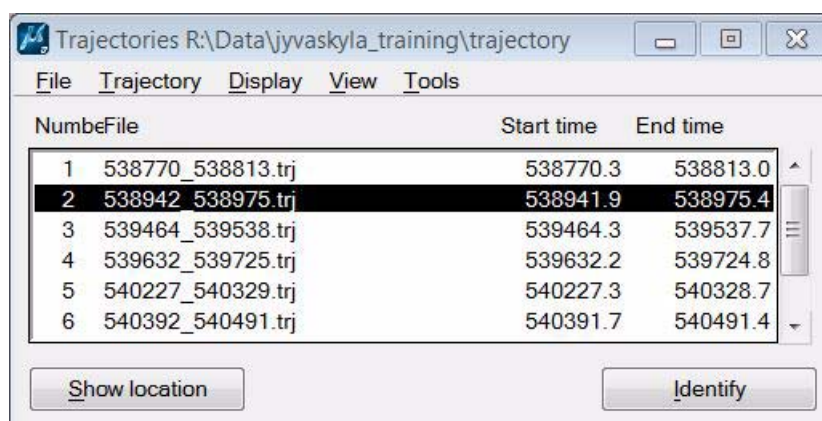 Trajectories R:\Data\jyvaskyla_training\trajectory
File Trajectory Display View Tools
NumbeFile Start time End time
1 538770_538813.trj 538770.3 538813.0
2 538942_538975.trj 538941.9 538975.4
3 539464_539538.trj 539464.3 539537.7
4 539632_539725.trj 539632.2 539724.8
5 540227_540329.trj 540227.3 540328.7
6 540392_540491.trj 540391.7 540491.4
Show location Identify